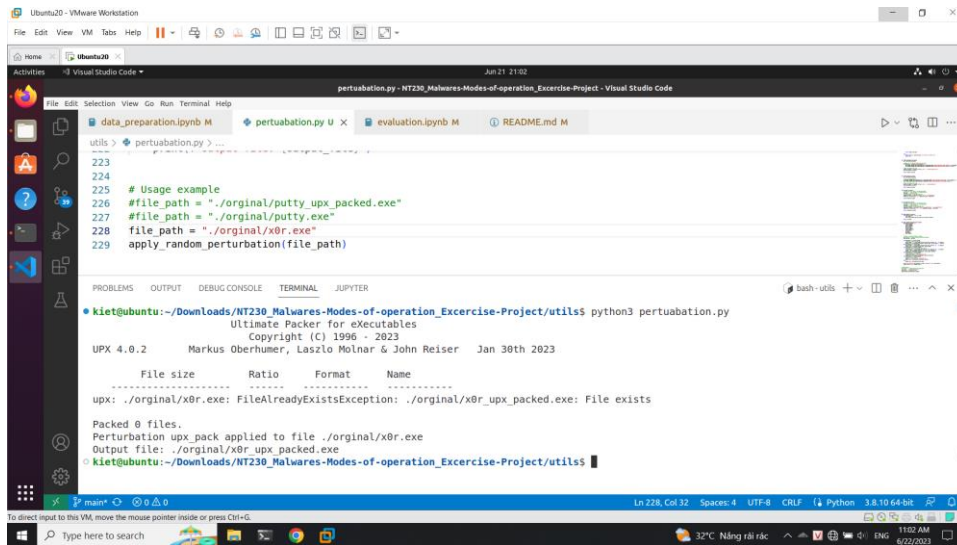 Ubuntu20 - VMware Workstation
File Edit View VM Tabs Help
Home Ubuntu20
Activities Visual Studio Code Jun 21 21:02
pertuabation.py - NT230_Malwares-Modes-of-operation_Excercise-Project - Visual Studio Code
File Edit Selection View Go Run Terminal Help
data_preparation.ipynb M pertuabation.py U evaluation.ipynb M README.md M
utils > pertuabation.py > ...
223
224
225 # Usage example
226 #file_path = "./orginal/putty_upx_packed.exe"
227 #file_path = "./orginal/putty.exe"
228 file_path = "./orginal/x0r.exe"
229 apply_random_perturbation(file_path)
PROBLEMS OUTPUT DEBUG CONSOLE TERMINAL JUPYTER bash - utils
kiet@ubuntu:~/Downloads/NT230_Malwares-Modes-of-operation_Excercise-Project/utils$ python3 pertuabation.py
Ultimate Packer for eXecutables
Copyright (C) 1996 - 2023
UPX 4.0.2 Markus Oberhumer, Laszlo Molnar & John Reiser Jan 30th 2023
File size Ratio Format Name
-------------------- ------ ----------- -----------
upx: ./orginal/x0r.exe: FileAlreadyExistsException: ./orginal/x0r_upx_packed.exe: File exists
Packed 0 files.
Perturbation upx_pack applied to file ./orginal/x0r.exe
Output file: ./orginal/x0r_upx_packed.exe
kiet@ubuntu:~/Downloads/NT230_Malwares-Modes-of-operation_Excercise-Project/utils$
main* 0 0 Ln 228, Col 32 Spaces: 4 UTF-8 CRLF Python 3.8.10 64-bit
To direct input to this VM, move the mouse pointer inside or press Ctrl+G.
Type here to search 32°C Nắng rải rác ENG 11:02 AM
6/22/2023